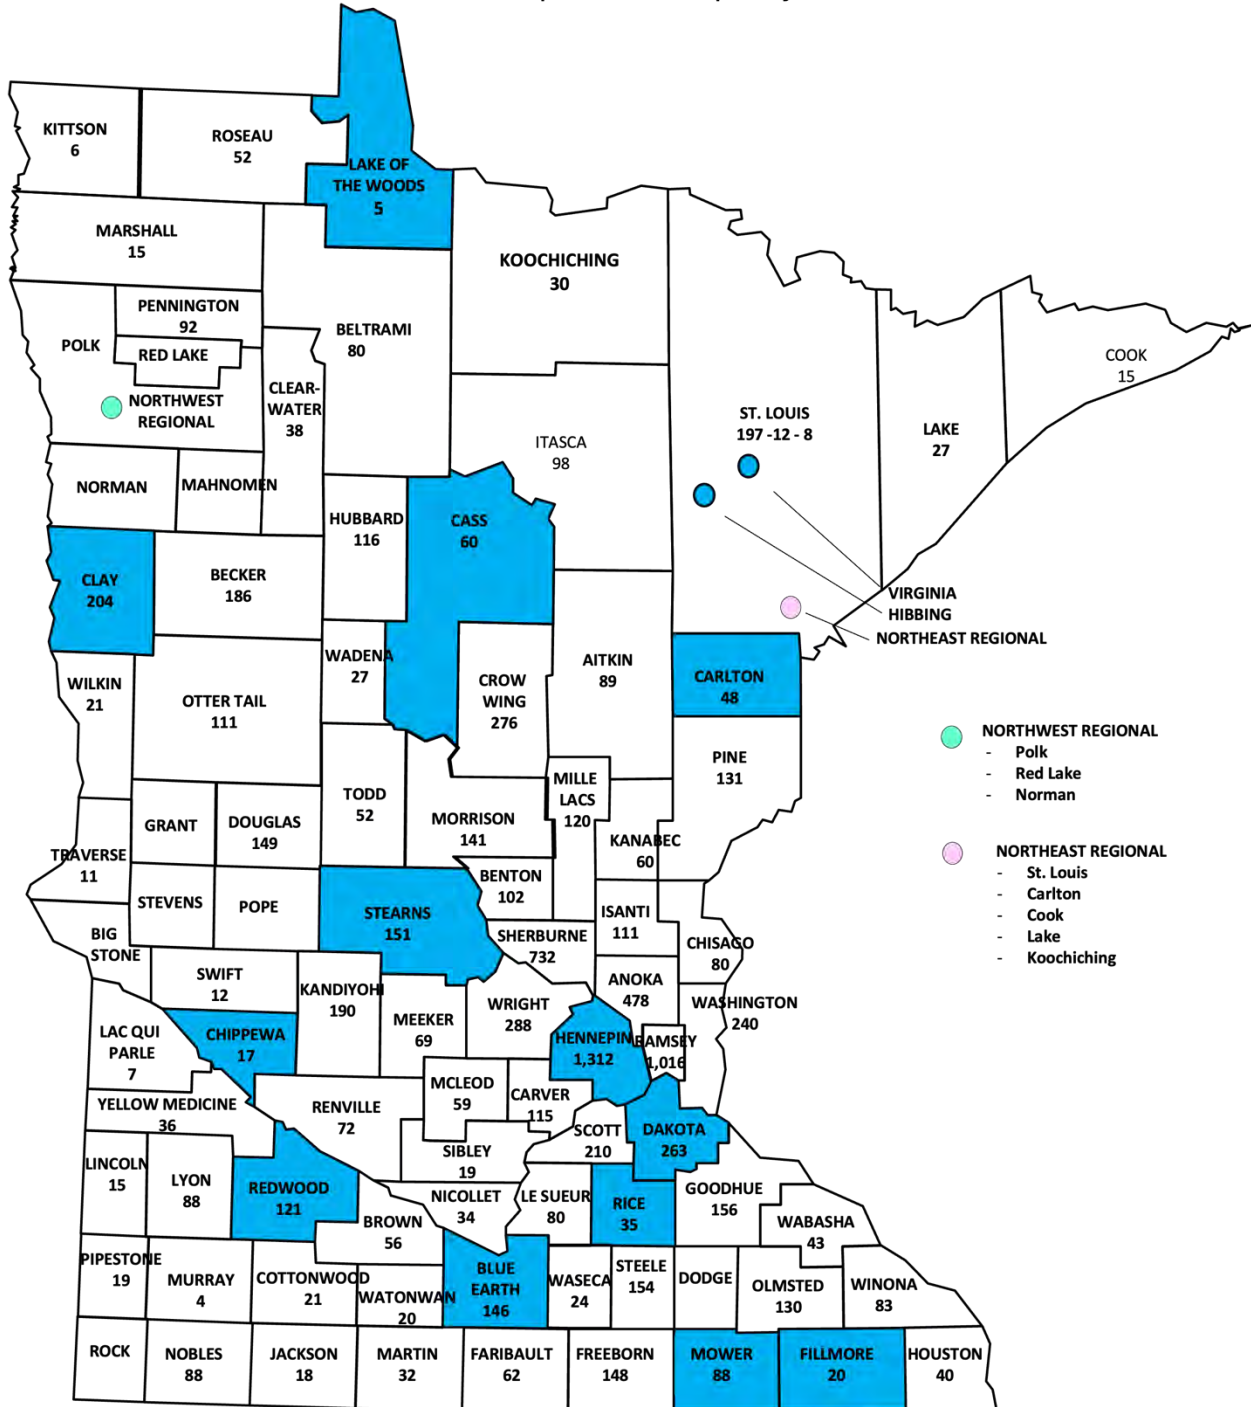 KITTSON
6
ROSEAU
52
LAKE OF
THE WOODS
5
MARSHALL
15
KOOCHICHING
30
PENNINGTON
92
POLK
RED LAKE
BELTRAMI
80
NORTHWEST
REGIONAL
CLEAR-
WATER
38
COOK
15
LAKE
27
ST. LOUIS
197 -12 - 8
ITASCA
98
NORMAN
MAHNOMEN
HUBBARD
116
CASS
60
CLAY
204
BECKER
186
VIRGINIA
HIBBING
NORTHEAST REGIONAL
WADENA
27
AITKIN
89
CARLTON
48
WILKIN
21
OTTER TAIL
111
CROW
WING
276
PINE
131
NORTHWEST REGIONAL
- Polk
- Red Lake
- Norman
MILLE
LACS
120
TODD
52
MORRISON
141
GRANT
DOUGLAS
149
KANABEC
60
TRAVERSE
11
NORTHEAST REGIONAL
- St. Louis
- Carlton
- Cook
- Lake
- Koochiching
BENTON
102
STEVENS
POPE
STEARNS
151
ISANTI
111
BIG
STONE
SHERBURNE
732
CHISAGO
80
SWIFT
12
KANDIYOHI
190
ANOKA
478
WASHINGTON
240
WRIGHT
288
MEEKER
69
LAC QUI
PARLE
7
CHIPPEWA
17
HENNEPIN
1,312
RAMSEY
1,016
MCLEOD
59
CARVER
115
YELLOW MEDICINE
36
RENVILLE
72
SCOTT
210
DAKOTA
263
SIBLEY
19
LINCOLN
15
LYON
88
REDWOOD
121
NICOLLET
34
LE SUEUR
80
RICE
35
GOODHUE
156
BROWN
56
WABASHA
43
PIPESTONE
19
MURRAY
4
COTTONWOOD
21
WATONWAN
20
BLUE
EARTH
146
WASECA
24
STEELE
154
DODGE
OLMSTED
130
WINONA
83
ROCK
NOBLES
88
JACKSON
18
MARTIN
32
FARIBAULT
62
FREEBORN
148
MOWER
88
FILLMORE
20
HOUSTON
40